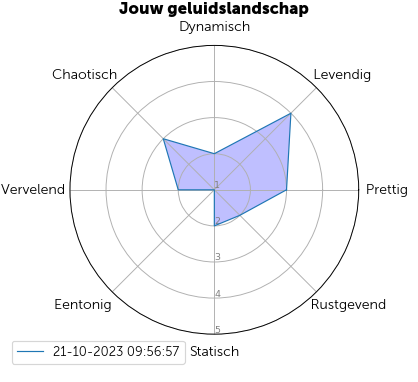 Jouw geluidslandschap
Dynamisch
Chaotisch
Levendig
Vervelend
1
Prettig
2
3
4
Eentonig
Rustgevend
5
21-10-2023 09:56:57
Statisch